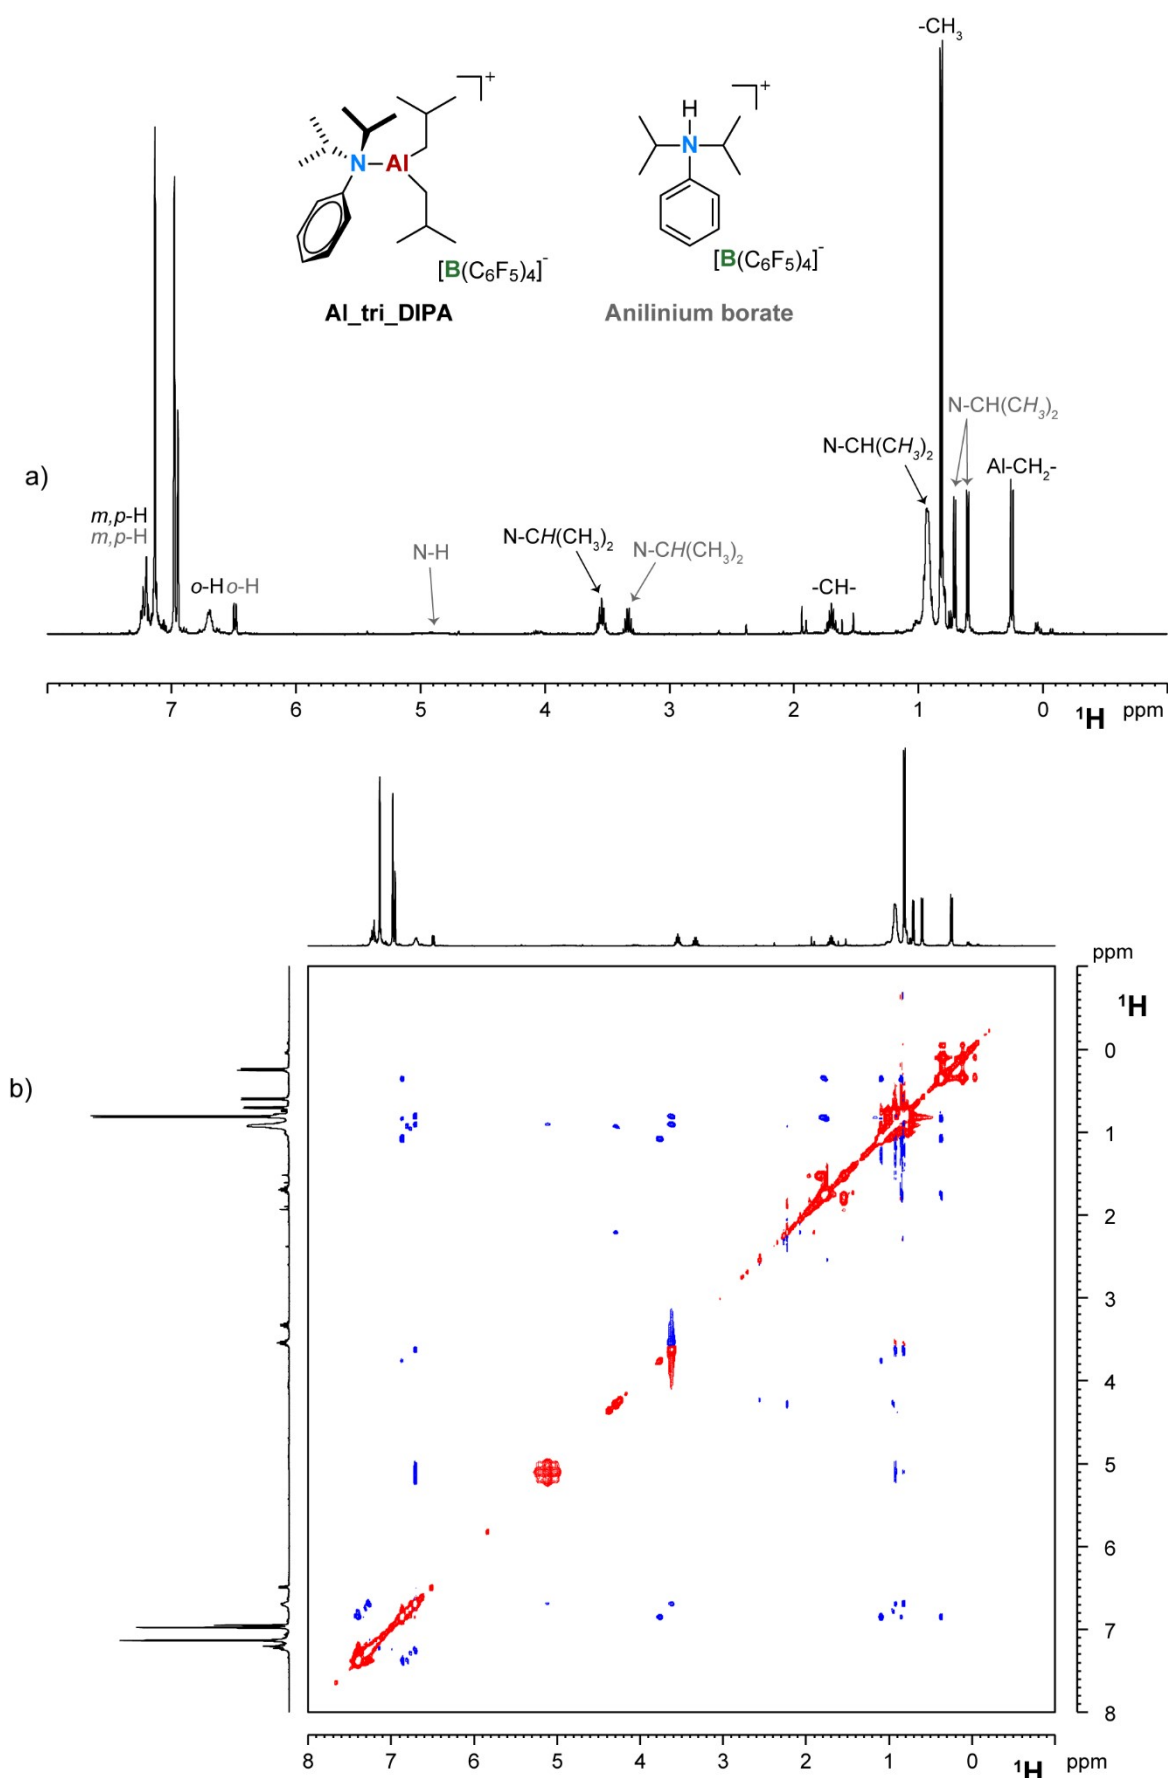 -CH₃
⁺
⁺
H
N
Al
N
[B(C₆F₅)₄]⁻
[B(C₆F₅)₄]⁻
Al_tri_DIPA
Anilinium borate
N-CH(CH₃)₂
N-CH(CH₃)₂
Al-CH₂-
a)
m,p-H
m,p-H
N-H
N-CH(CH₃)₂
N-CH(CH₃)₂
o-H
o-H
-CH-
7 6 5 4 3 2 1 0 ¹H ppm
ppm
¹H
b)
0
1
2
3
4
5
6
7
8
8 7 6 5 4 3 2 1 0 ¹H ppm